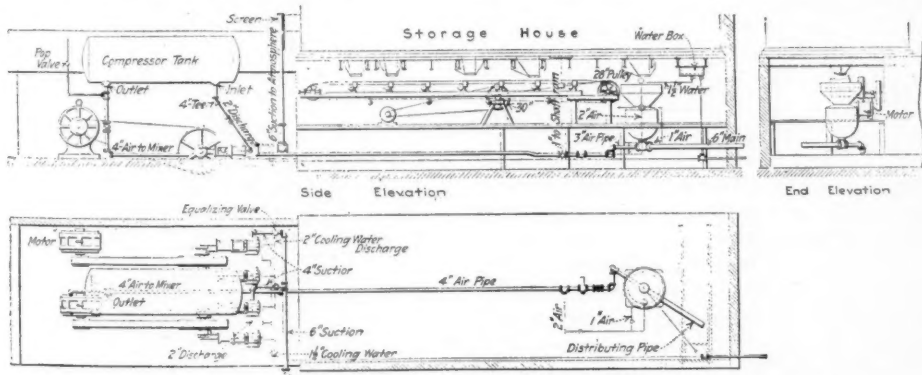 Screen
Storage House
Water Box
Pop
Valve
Compressor Tank
Outlet
Inlet
4" Tee
2" Discharge
6" Suction to Atmosphere
28" Pulley
1½" Water
30"
2" Air
Motor
4" Air to Mixer
3" Air Pipe
1" Air
6" Main
Side Elevation
End Elevation
Equalizing Valve
Motor
2" Cooling Water
Discharge
4" Suction
4" Air to Mixer
Outlet
4" Air Pipe
6" Suction
2" Air
1" Air
Distributing Pipe
2" Discharge
1½" Cooling Water